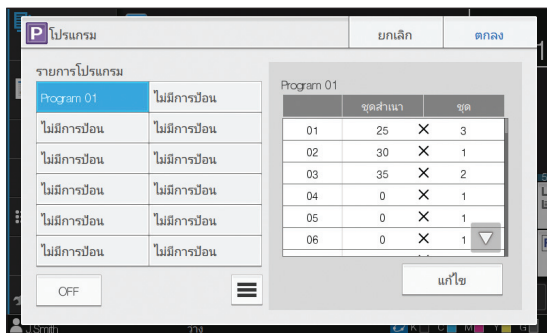 P โปรแกรม ยกเลิก ตกลง
รายการโปรแกรม
Program 01 ไม่มีการป้อน
ไม่มีการป้อน ไม่มีการป้อน
ไม่มีการป้อน ไม่มีการป้อน
ไม่มีการป้อน ไม่มีการป้อน
ไม่มีการป้อน ไม่มีการป้อน
ไม่มีการป้อน ไม่มีการป้อน
OFF
Program 01
ชุดสำเนา ชุด
01 25 × 3
02 30 × 1
03 35 × 2
04 0 × 1
05 0 × 1
06 0 × 1
แก้ไข
J.Smith ว่าง K C M Y G